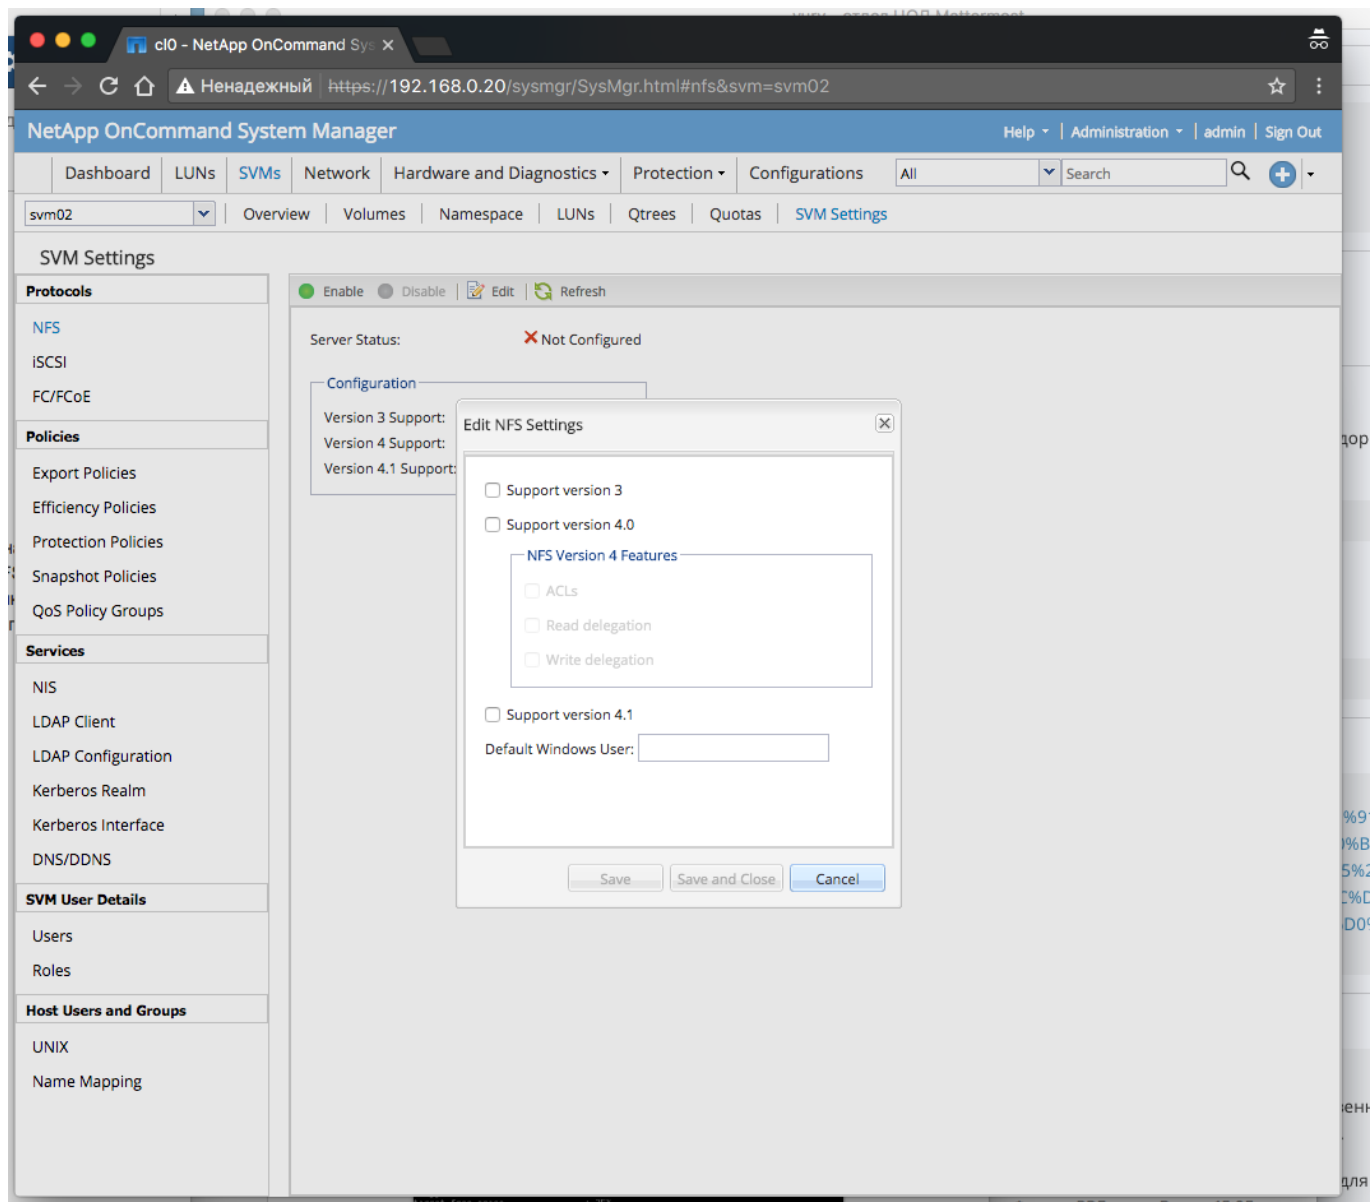 cl0 - NetApp OnCommand Sys
Ненадежный https://192.168.0.20/sysmgr/SysMgr.html#nfs&svm=svm02
NetApp OnCommand System Manager Help Administration admin Sign Out
Dashboard LUNs SVMs Network Hardware and Diagnostics Protection Configurations All Search
svm02 Overview Volumes Namespace LUNs Qtrees Quotas SVM Settings
SVM Settings
Protocols
NFS
iSCSI
FC/FCoE
Policies
Export Policies
Efficiency Policies
Protection Policies
Snapshot Policies
QoS Policy Groups
Services
NIS
LDAP Client
LDAP Configuration
Kerberos Realm
Kerberos Interface
DNS/DDNS
SVM User Details
Users
Roles
Host Users and Groups
UNIX
Name Mapping
Enable Disable Edit Refresh
Server Status: Not Configured
Configuration
Version 3 Support:
Version 4 Support:
Version 4.1 Support:
Edit NFS Settings
Support version 3
Support version 4.0
NFS Version 4 Features
ACLs
Read delegation
Write delegation
Support version 4.1
Default Windows User:
Save Save and Close Cancel